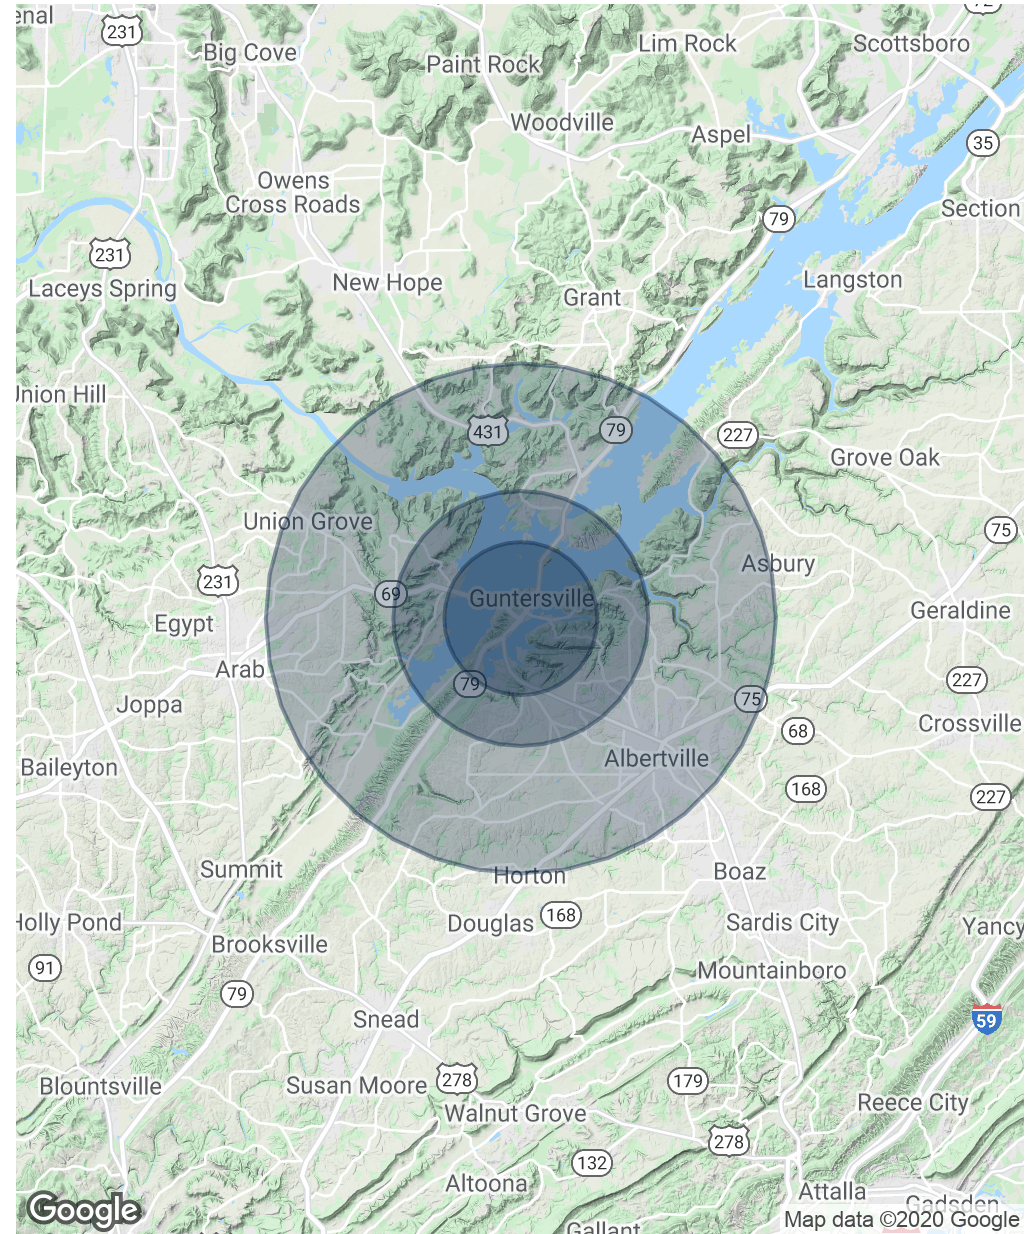 enal
231
Big Cove
Lim Rock
72
Scottsboro
Paint Rock
Woodville
Aspel
35
Owens
Cross Roads
79
Section
231
Laceys Spring
New Hope
Grant
Langston
Union Hill
431
79
227
Grove Oak
Union Grove
75
231
69
Guntersville
Asbury
Egypt
Geraldine
Arab
79
227
Joppa
75
68
Crossville
Baileyton
Albertville
168
227
Summit
Horton
Boaz
Holly Pond
Douglas
168
Sardis City
Yancy
Brooksville
91
79
Mountainboro
Snead
59
Blountsville
Susan Moore
278
179
Walnut Grove
Reece City
278
132
Altoona
Attalla
Gadsden
Google
Gallant
Map data ©2020 Google